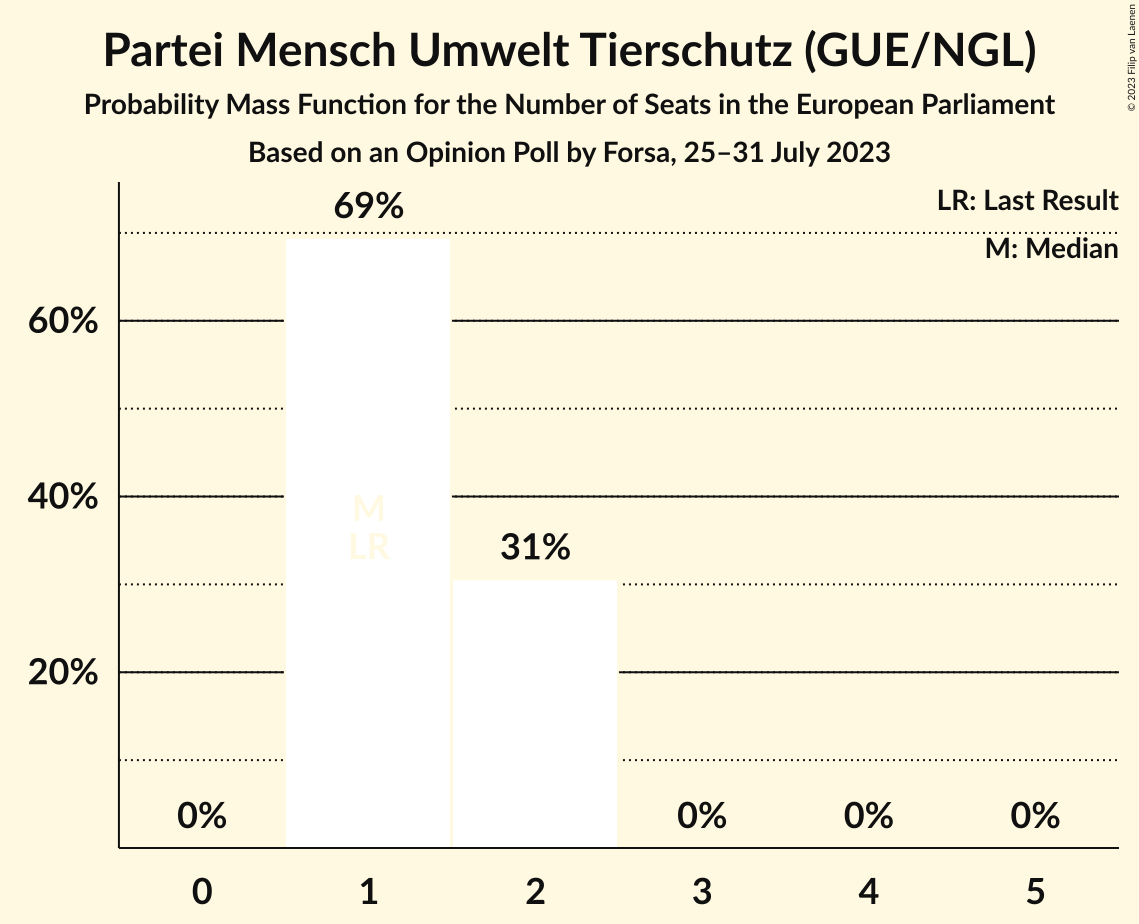 Partei Mensch Umwelt Tierschutz (GUE/NGL)
Probability Mass Function for the Number of Seats in the European Parliament
Based on an Opinion Poll by Forsa, 25–31 July 2023
© 2023 Filip van Laenen
LR: Last Result
M: Median
69%
60%
40%
M
LR
31%
20%
0% 0% 0% 0%
0 1 2 3 4 5